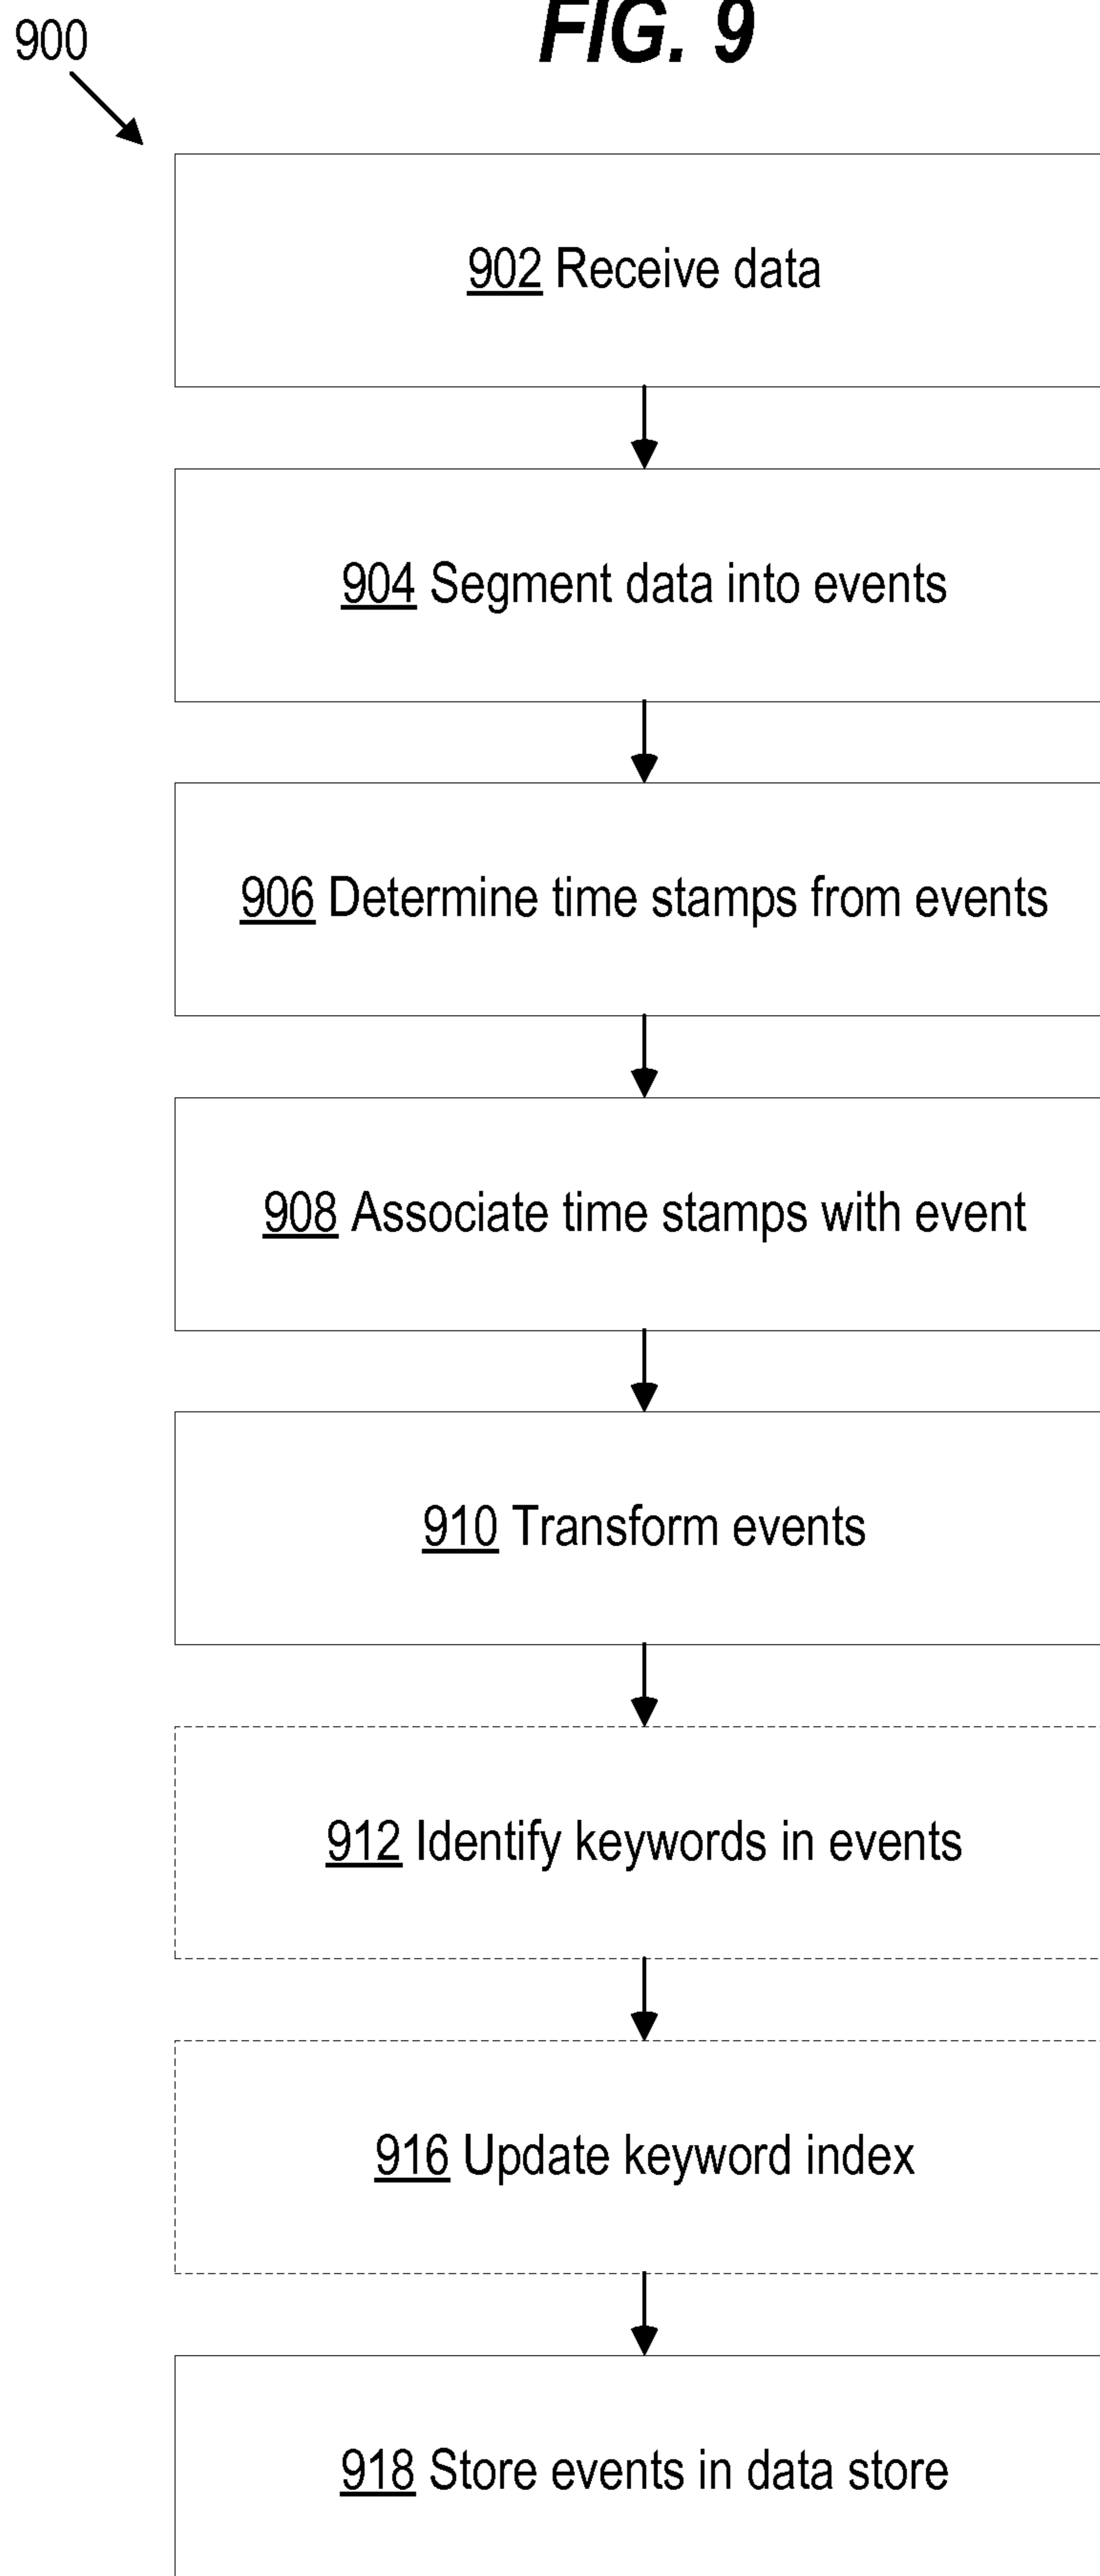 FIG. 9
900
902 Receive data
904 Segment data into events
906 Determine time stamps from events
908 Associate time stamps with event
910 Transform events
912 Identify keywords in events
916 Update keyword index
918 Store events in data store